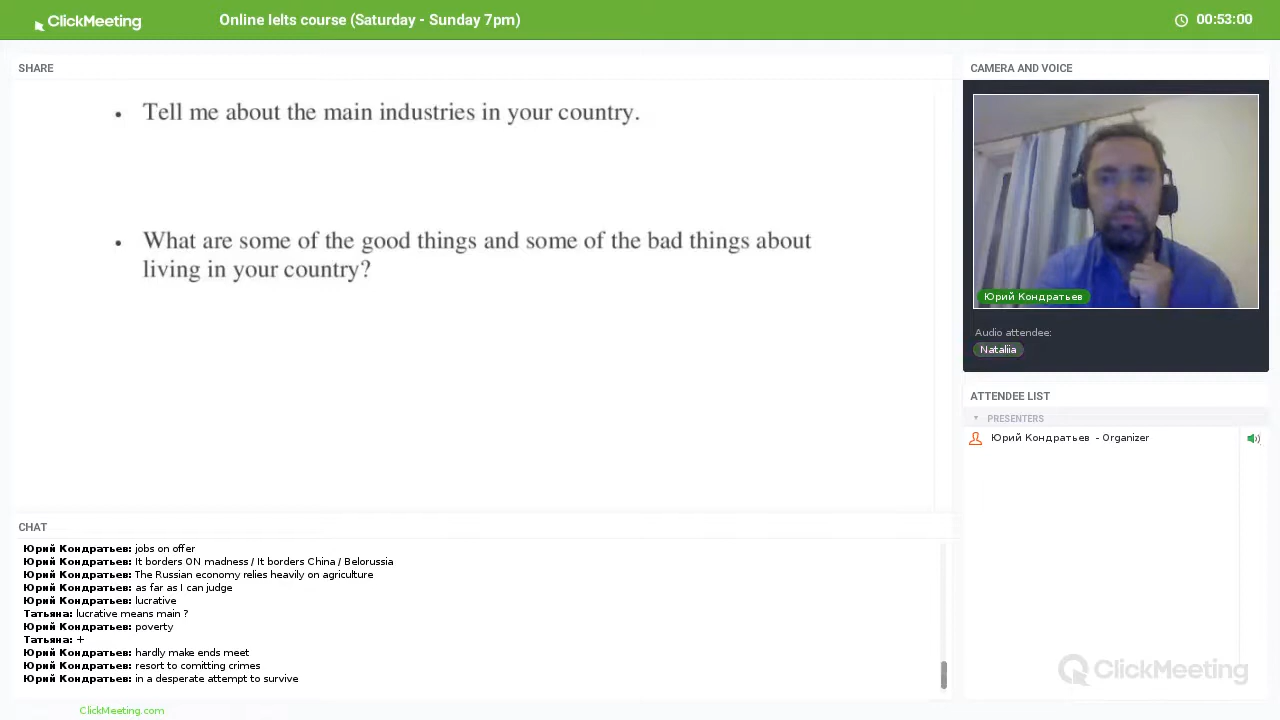 ClickMeeting
Online Ielts course (Saturday - Sunday 7pm)
00:53:00
SHARE
• Tell me about the main industries in your country.
• What are some of the good things and some of the bad things about
living in your country?
CAMERA AND VOICE
Юрий Кондратьев
Audio attendee:
Nataliia
ATTENDEE LIST
PRESENTERS
Юрий Кондратьев - Organizer
CHAT
Юрий Кондратьев: jobs on offer
Юрий Кондратьев: It borders ON madness / It borders China / Belorussia
Юрий Кондратьев: The Russian economy relies heavily on agriculture
Юрий Кондратьев: as far as I can judge
Юрий Кондратьев: lucrative
Татьяна: lucrative means main ?
Юрий Кондратьев: poverty
Татьяна: +
Юрий Кондратьев: hardly make ends meet
Юрий Кондратьев: resort to comitting crimes
Юрий Кондратьев: in a desperate attempt to survive
ClickMeeting
ClickMeeting.com